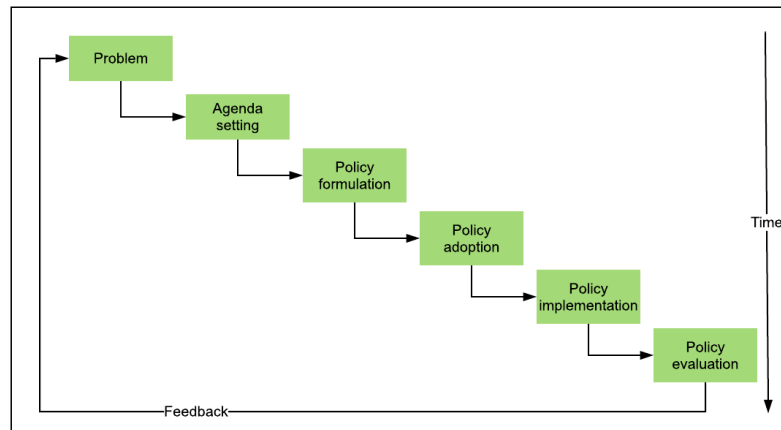 Problem
Agenda
setting
Policy
formulation
Policy
adoption
Time
Policy
implementation
Policy
evaluation
Feedback